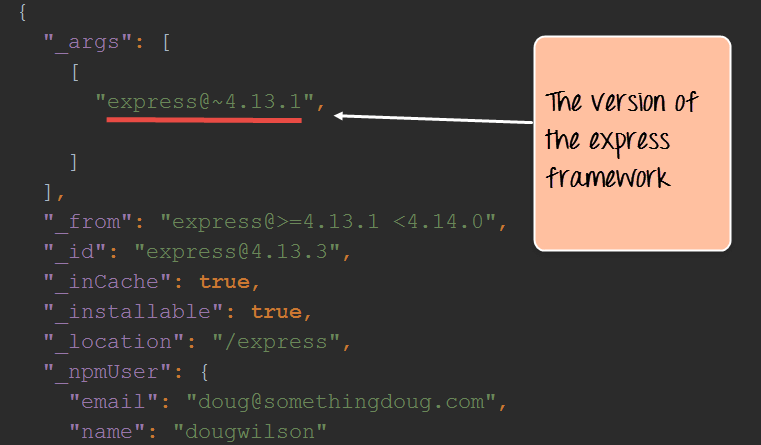 {
"_args": [
[
"express@~4.13.1",
]
],
"_from": "express@>=4.13.1 <4.14.0",
"_id": "express@4.13.3",
"_inCache": true,
"_installable": true,
"_location": "/express",
"_npmUser": {
"email": "doug@somethingdoug.com",
"name": "dougwilson"
The version of
the express
framework